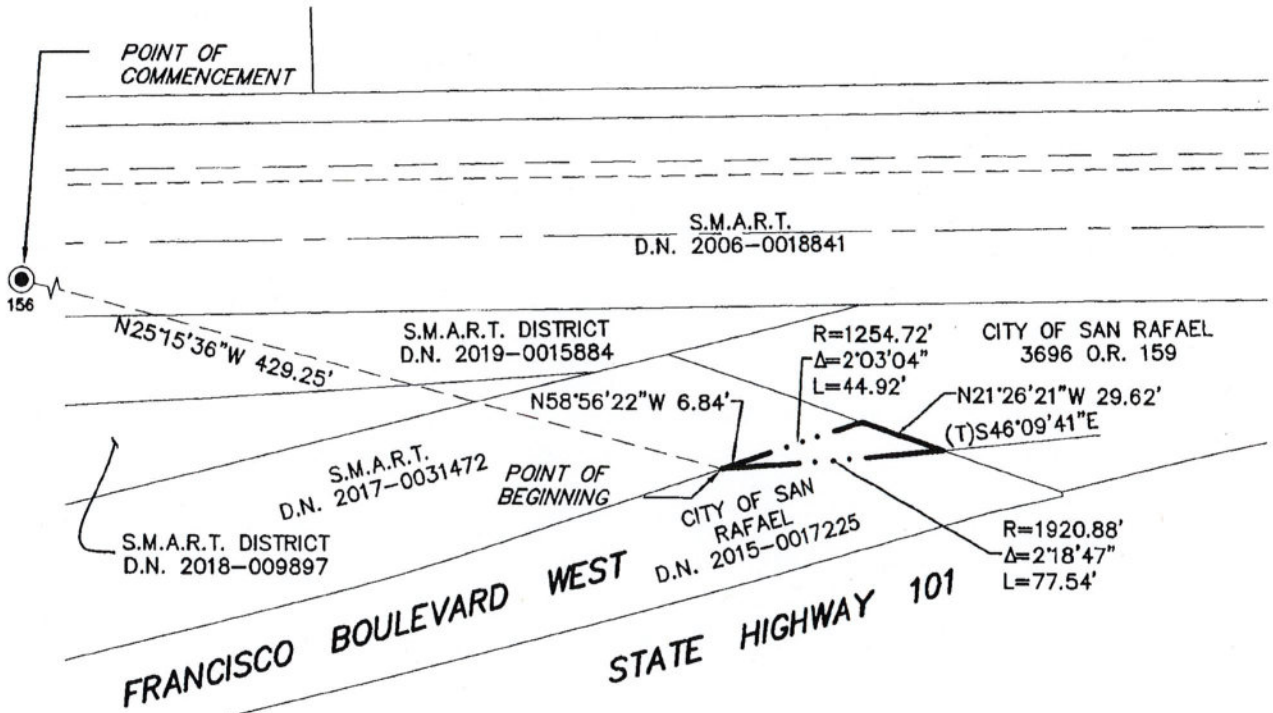 POINT OF
COMMENCEMENT
S.M.A.R.T.
D.N. 2006-0018841
156
N25°15'36"W 429.25'
S.M.A.R.T. DISTRICT
D.N. 2019-0015884
R=1254.72'
Δ=2°03'04"
L=44.92'
CITY OF SAN RAFAEL
3696 O.R. 159
N58°56'22"W 6.84'
N21°26'21"W 29.62'
(T)S46°09'41"E
S.M.A.R.T.
D.N. 2017-0031472
POINT OF
BEGINNING
CITY OF SAN
RAFAEL
D.N. 2015-0017225
S.M.A.R.T. DISTRICT
D.N. 2018-009897
R=1920.88'
Δ=2°18'47"
L=77.54'
FRANCISCO BOULEVARD WEST
STATE HIGHWAY 101